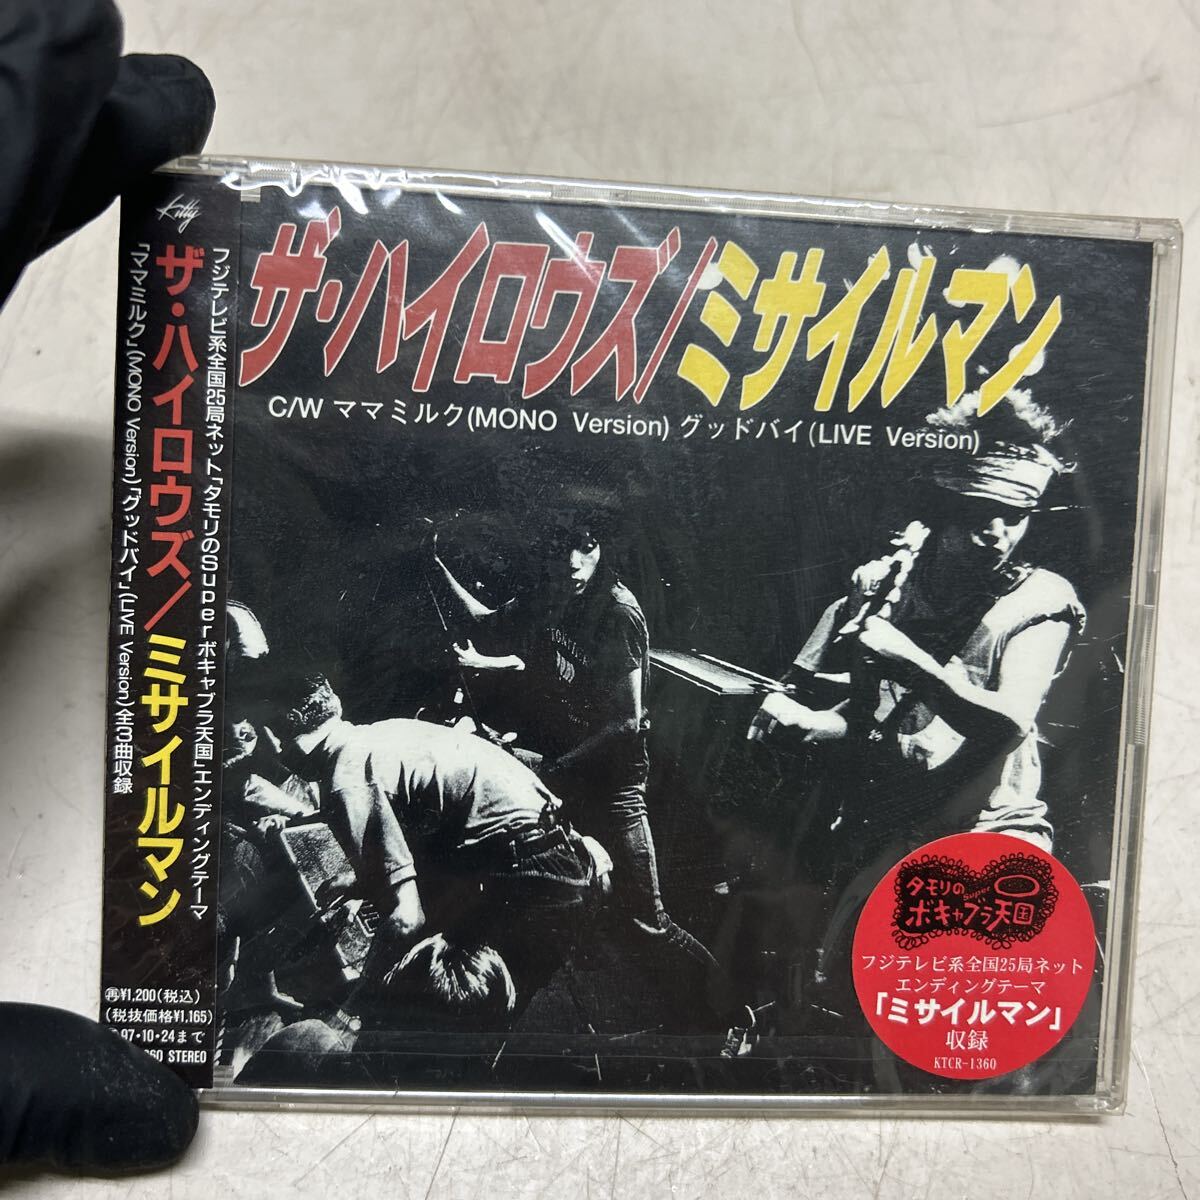 Kitty
フジテレビ系全国25局ネット「タモリのSuperボキャブラ天国」エンディングテーマ
ザ・ハイロウズ/ミサイルマン
「ママミルク」(MONO Version)「グッドバイ」(LIVE Version)全3曲収録
再¥1,200(税込)
(税抜価格¥1,165)
97・10・24まで
STEREO
ザ・ハイロウズ/ミサイルマン
C/W ママミルク(MONO Version) グッドバイ(LIVE Version)
タモリの
Super
ボキャブラ天国
フジテレビ系全国25局ネット
エンディングテーマ
「ミサイルマン」
収録
KTCR-1360